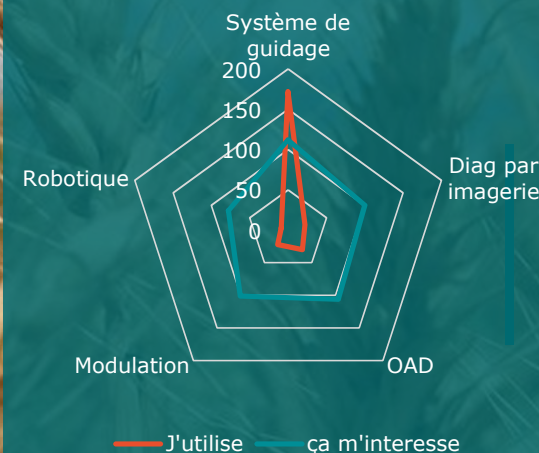 Système de
guidage
200
150
100
50
0
Diag par
imagerie
Robotique
Modulation
OAD
J'utilise
ça m'interesse